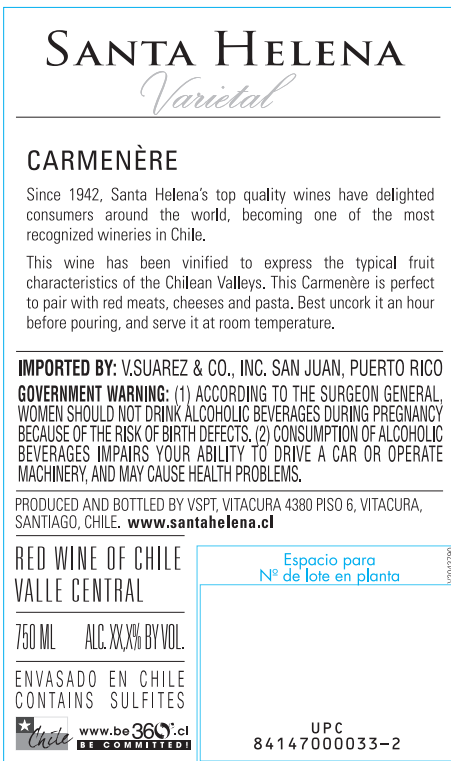 SANTA HELENA
Varietal
CARMENÈRE
Since 1942, Santa Helena's top quality wines have delighted
consumers around the world, becoming one of the most
recognized wineries in Chile.
This wine has been vinified to express the typical fruit
characteristics of the Chilean Valleys. This Carmenère is perfect
to pair with red meats, cheeses and pasta. Best uncork it an hour
before pouring, and serve it at room temperature.
IMPORTED BY: V.SUAREZ & CO., INC. SAN JUAN, PUERTO RICO
GOVERNMENT WARNING: (1) ACCORDING TO THE SURGEON GENERAL,
WOMEN SHOULD NOT DRINK ALCOHOLIC BEVERAGES DURING PREGNANCY
BECAUSE OF THE RISK OF BIRTH DEFECTS. (2) CONSUMPTION OF ALCOHOLIC
BEVERAGES IMPAIRS YOUR ABILITY TO DRIVE A CAR OR OPERATE
MACHINERY, AND MAY CAUSE HEALTH PROBLEMS.
PRODUCED AND BOTTLED BY VSPT, VITACURA 4380 PISO 6, VITACURA,
SANTIAGO, CHILE. www.santahelena.cl
RED WINE OF CHILE
VALLE CENTRAL
750 ML ALC. XX,X% BY VOL.
ENVASADO EN CHILE
CONTAINS SULFITES
Chile www.be360°.cl
BE COMMITTED!
Espacio para
Nº de lote en planta
UPC
84147000033-2